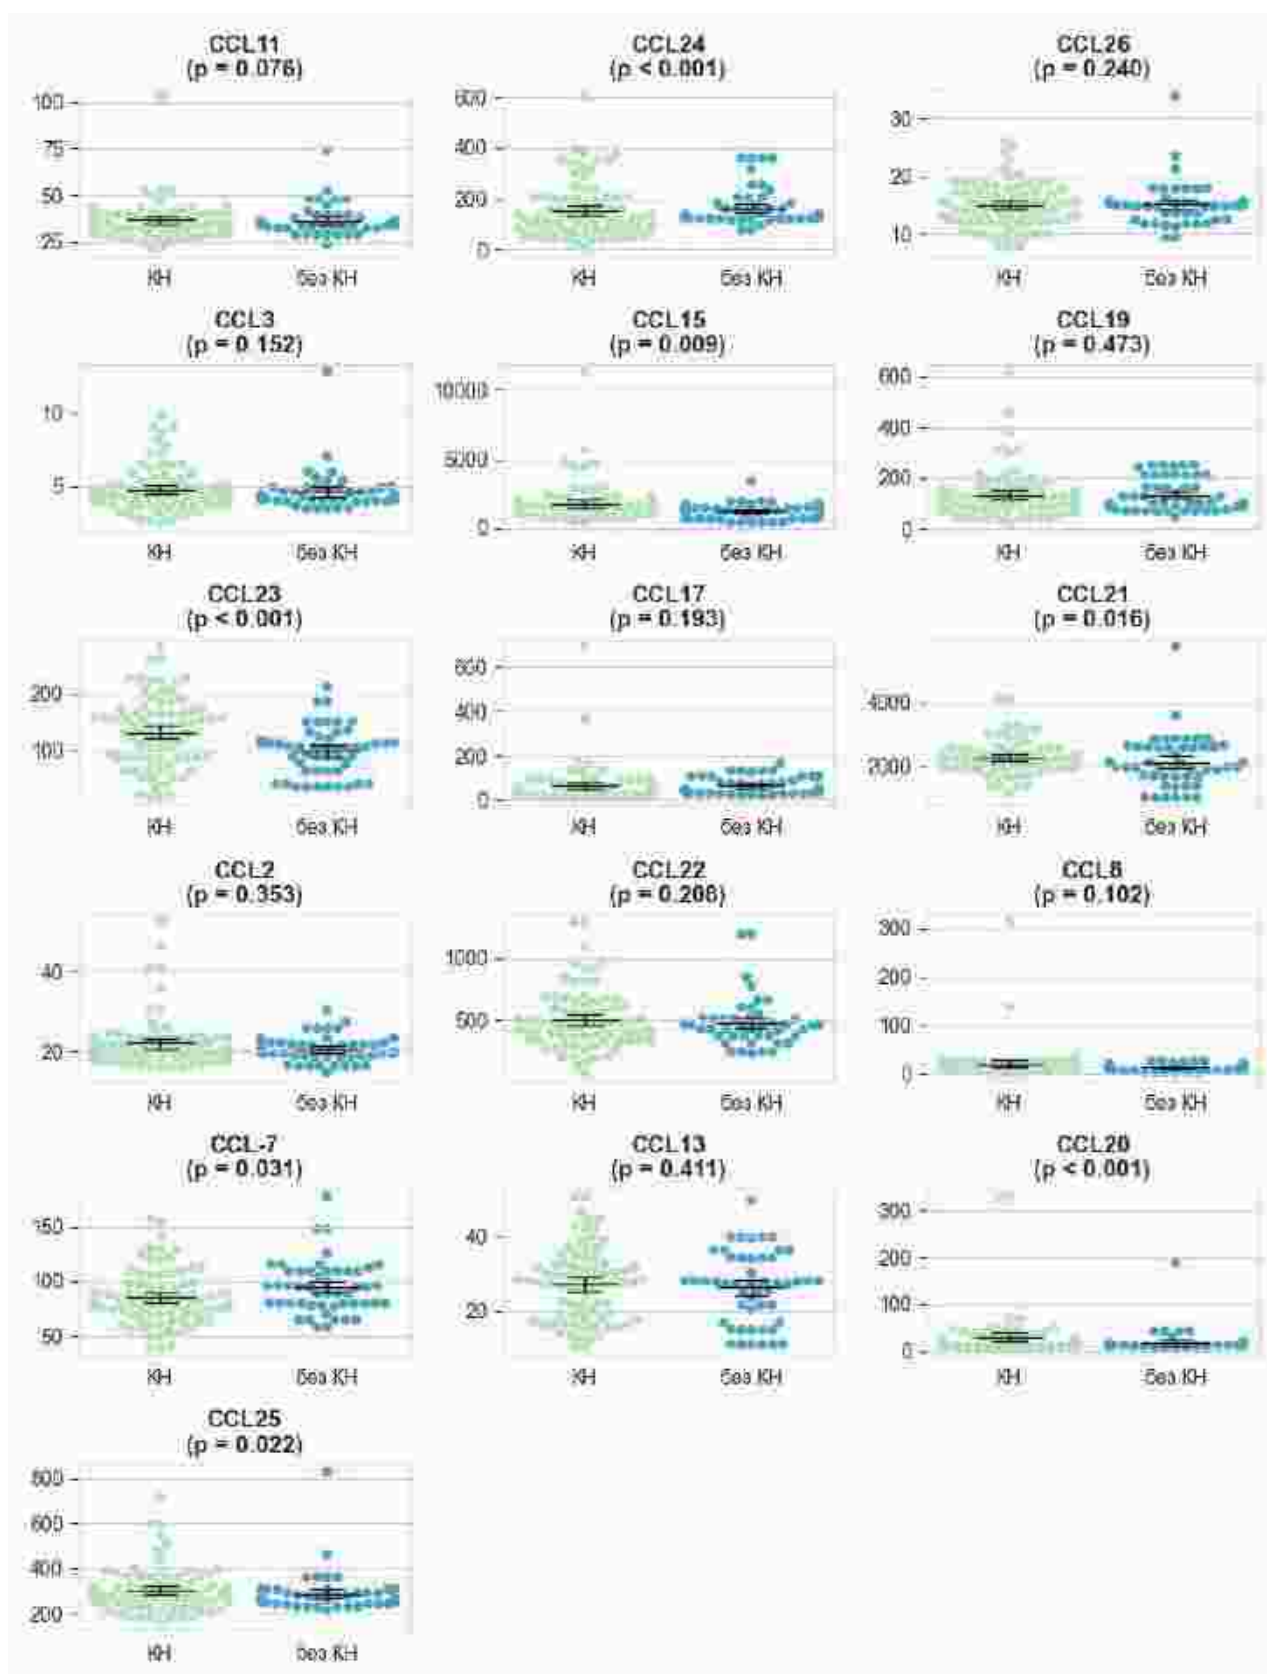 CCL11
(p = 0.076)
100
75
50
25
КН
без КН
CCL24
(p < 0.001)
600
400
200
0
КН
без КН
CCL26
(p = 0.240)
30
20
10
КН
без КН
CCL3
(p = 0.152)
10
5
КН
без КН
CCL15
(p = 0.009)
10000
5000
0
КН
без КН
CCL19
(p = 0.473)
600
400
200
0
КН
без КН
CCL23
(p < 0.001)
200
100
КН
без КН
CCL17
(p = 0.193)
600
400
200
0
КН
без КН
CCL21
(p = 0.016)
4000
2000
КН
без КН
CCL2
(p = 0.353)
40
20
КН
без КН
CCL22
(p = 0.208)
1000
500
КН
без КН
CCL8
(p = 0.102)
300
200
100
0
КН
без КН
CCL-7
(p = 0.031)
150
100
50
КН
без КН
CCL13
(p = 0.411)
40
20
КН
без КН
CCL20
(p < 0.001)
300
200
100
0
КН
без КН
CCL25
(p = 0.022)
800
600
400
200
КН
без КН